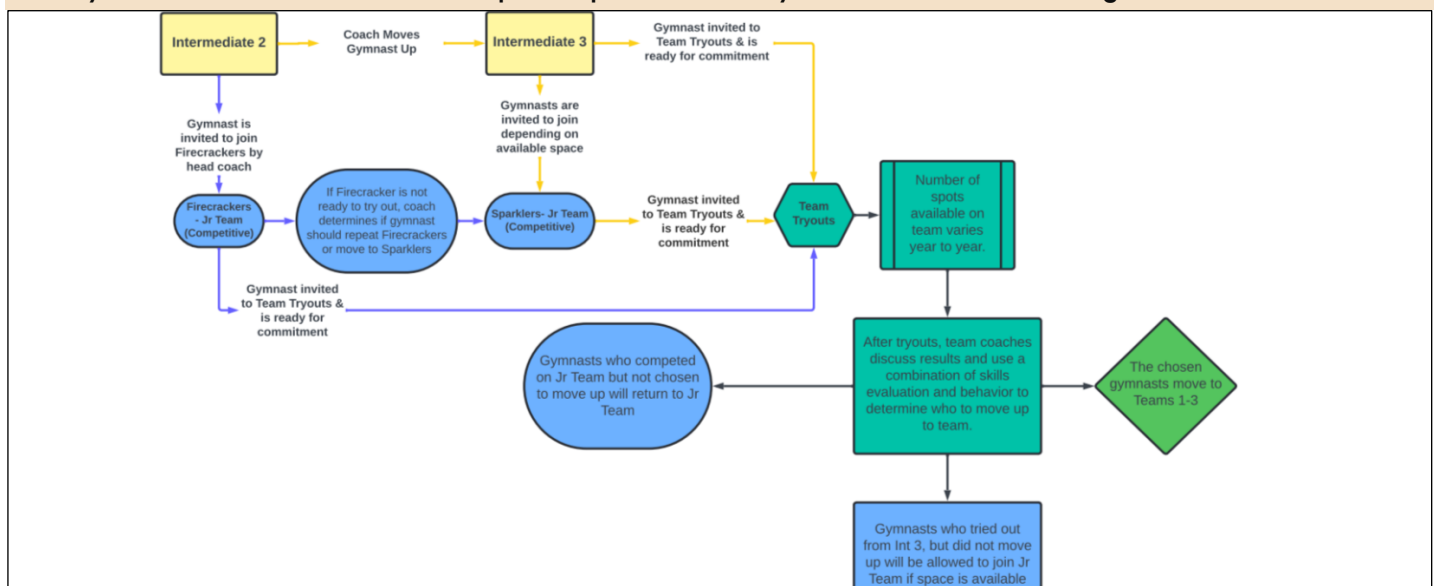 Intermediate 2
Coach Moves
Gymnast Up
Intermediate 3
Gymnast invited to
Team Tryouts & is
ready for commitment
Gymnast is
invited to join
Firecrackers by
head coach
Gymnasts are
invited to join
depending on
available space
Firecrackers
- Jr Team
(Competitive)
If Firecracker is not
ready to try out, coach
determines if gymnast
should repeat Firecrackers
or move to Sparklers
Sparklers- Jr Team
(Competitive)
Gymnast invited
to Team Tryouts &
is ready for
commitment
Team
Tryouts
Number of
spots
available on
team varies
year to year.
Gymnast invited
to Team Tryouts &
is ready for
commitment
Gymnasts who competed
on Jr Team but not chosen
to move up will return to Jr
Team
After tryouts, team coaches
discuss results and use a
combination of skills
evaluation and behavior to
determine who to move up
to team.
The chosen
gymnasts move to
Teams 1-3
Gymnasts who tried out
from Int 3, but did not move
up will be allowed to join Jr
Team if space is available